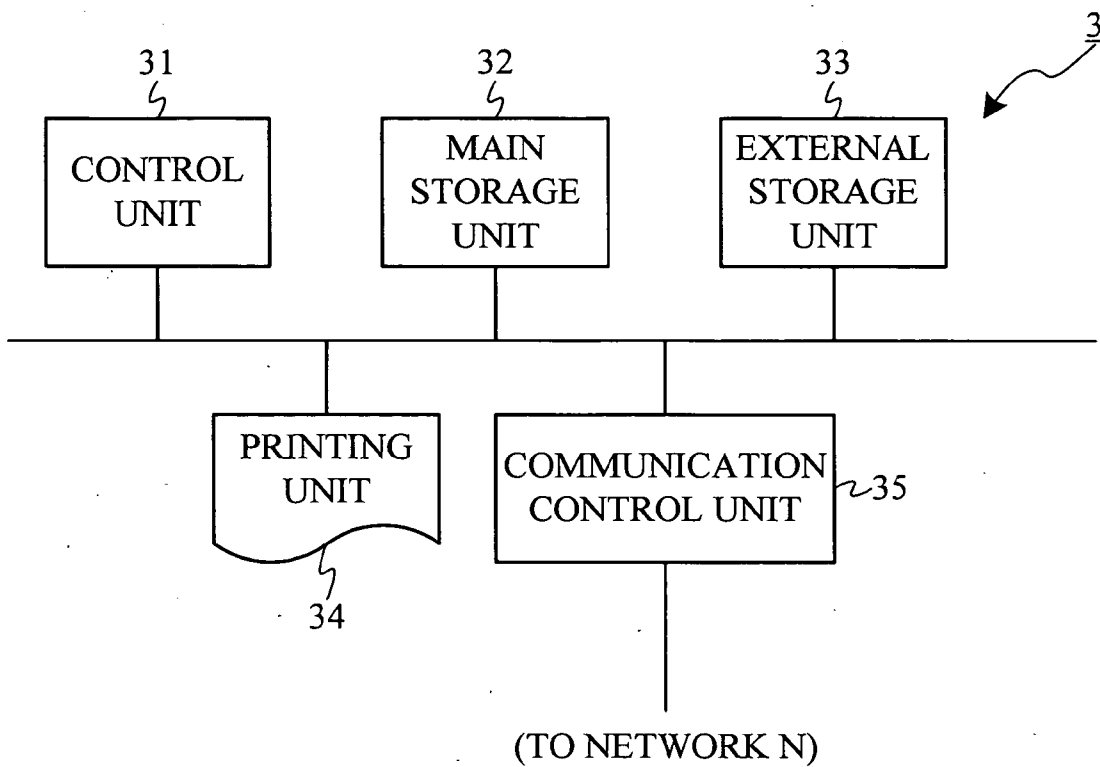 3
31
32
33
CONTROL
UNIT
MAIN
STORAGE
UNIT
EXTERNAL
STORAGE
UNIT
PRINTING
UNIT
COMMUNICATION
CONTROL UNIT
35
34
(TO NETWORK N)